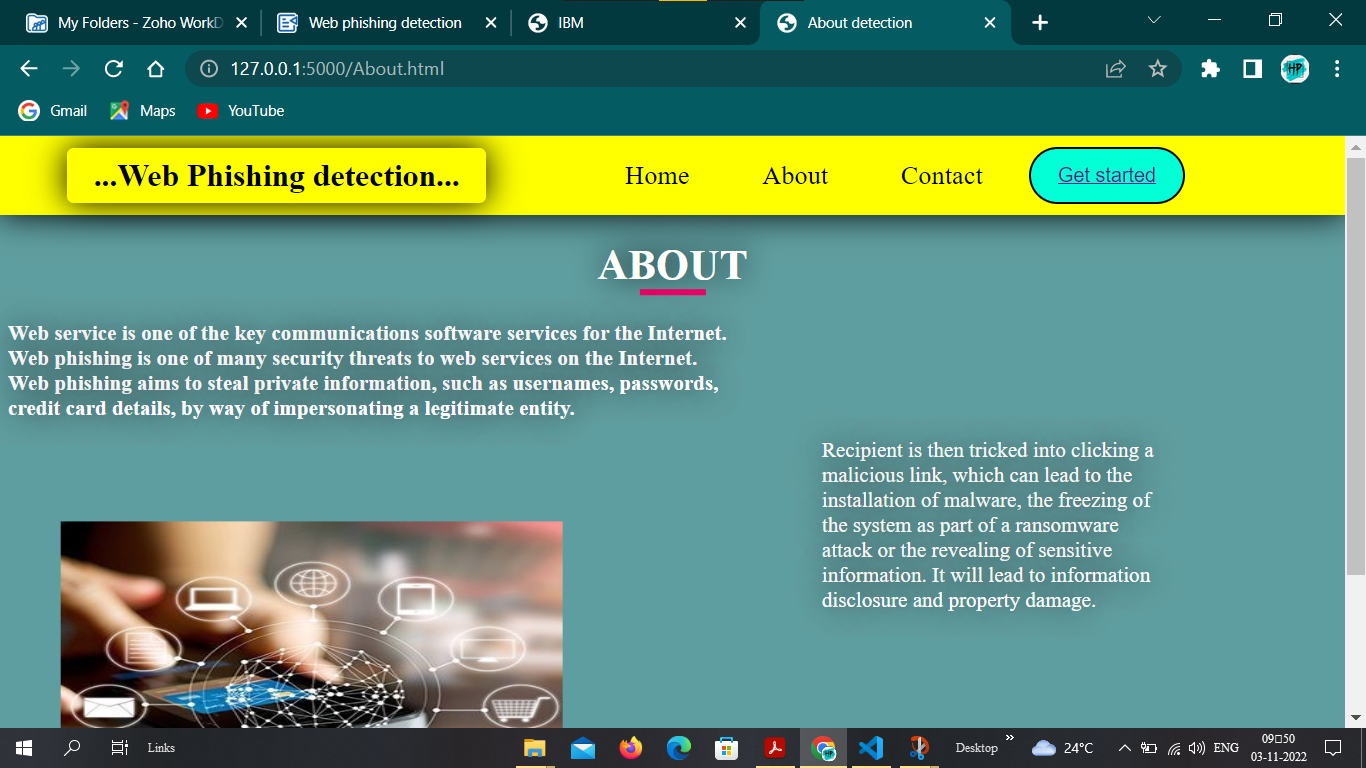 My Folders - Zoho WorkD
Web phishing detection
IBM
About detection
127.0.0.1:5000/About.html
HP
Gmail
Maps
YouTube
...Web Phishing detection...
Home
About
Contact
Get started
ABOUT
Web service is one of the key communications software services for the Internet.
Web phishing is one of many security threats to web services on the Internet.
Web phishing aims to steal private information, such as usernames, passwords,
credit card details, by way of impersonating a legitimate entity.
Recipient is then tricked into clicking a
malicious link, which can lead to the
installation of malware, the freezing of
the system as part of a ransomware
attack or the revealing of sensitive
information. It will lead to information
disclosure and property damage.
Links
Desktop
24°C
ENG
09□50
03-11-2022